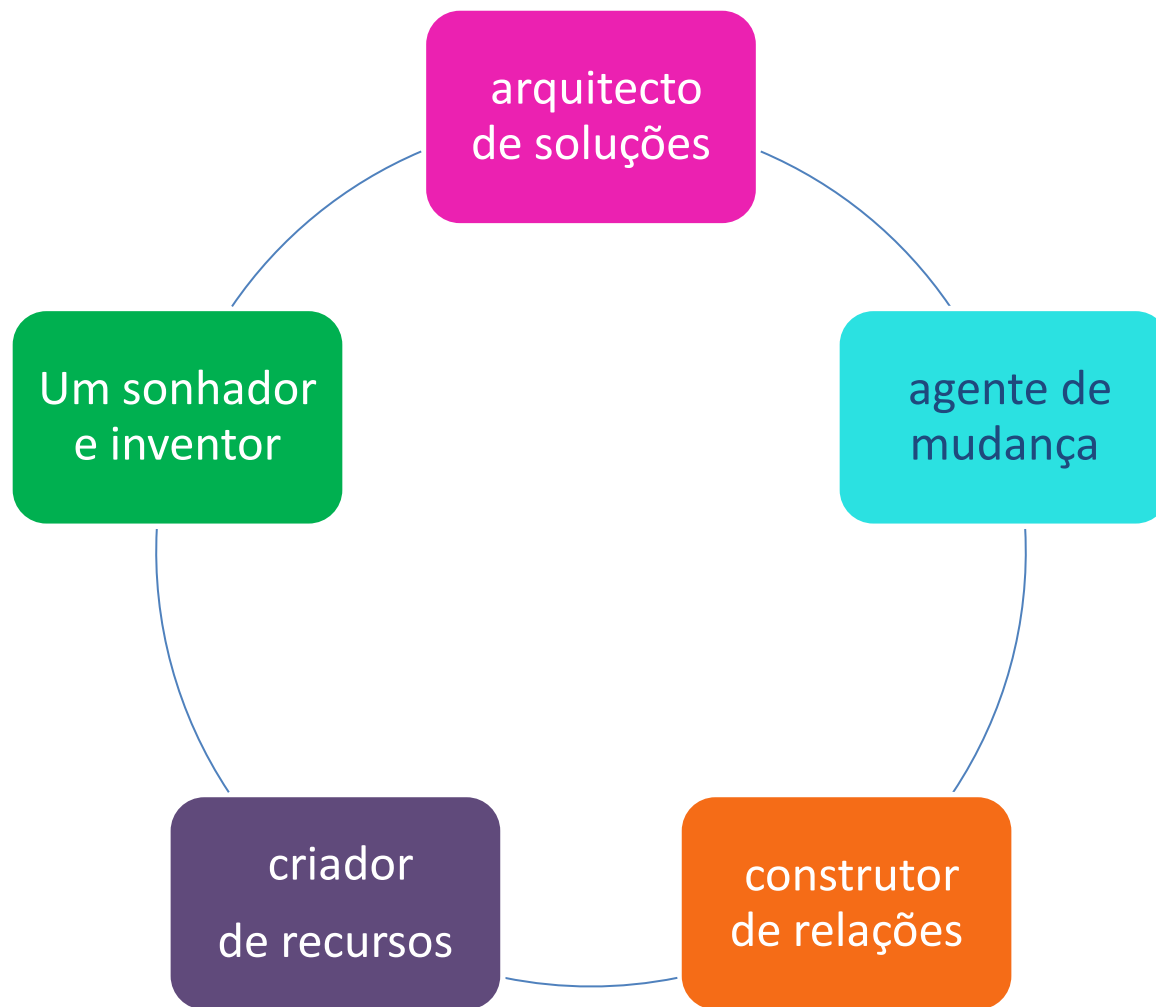 arquitecto
de soluções
Um sonhador
e inventor
agente de
mudança
criador
de recursos
construtor
de relações